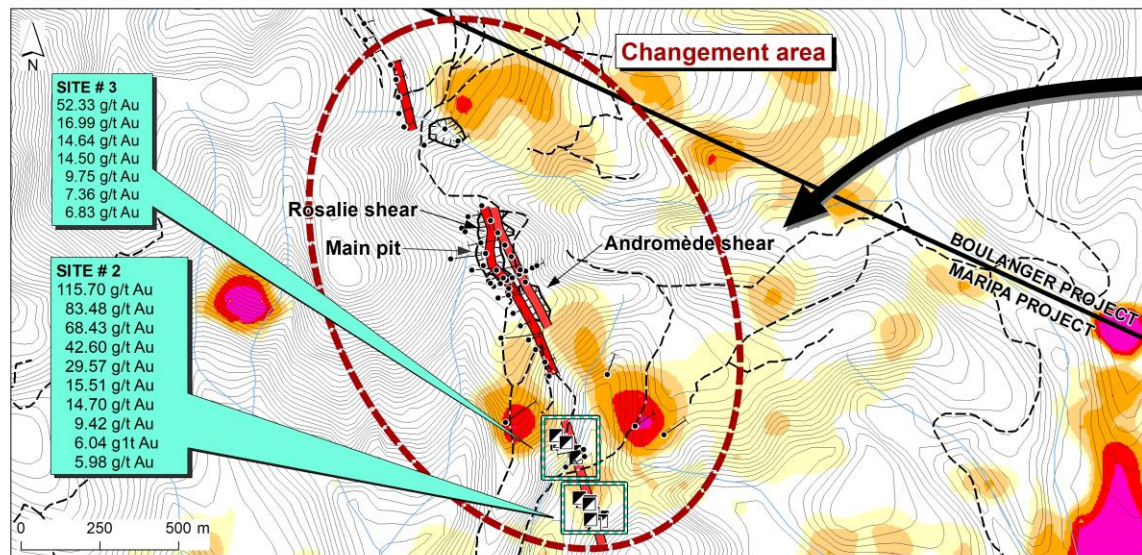 N
Changement area
SITE # 3
52.33 g/t Au
16.99 g/t Au
14.64 g/t Au
14.50 g/t Au
9.75 g/t Au
7.36 g/t Au
6.83 g/t Au
Rosalie shear
Main pit
Andromède shear
BOULANGER PROJECT
MARIPA PROJECT
SITE # 2
115.70 g/t Au
83.48 g/t Au
68.43 g/t Au
42.60 g/t Au
29.57 g/t Au
15.51 g/t Au
14.70 g/t Au
9.42 g/t Au
6.04 g1t Au
5.98 g/t Au
0 250 500 m